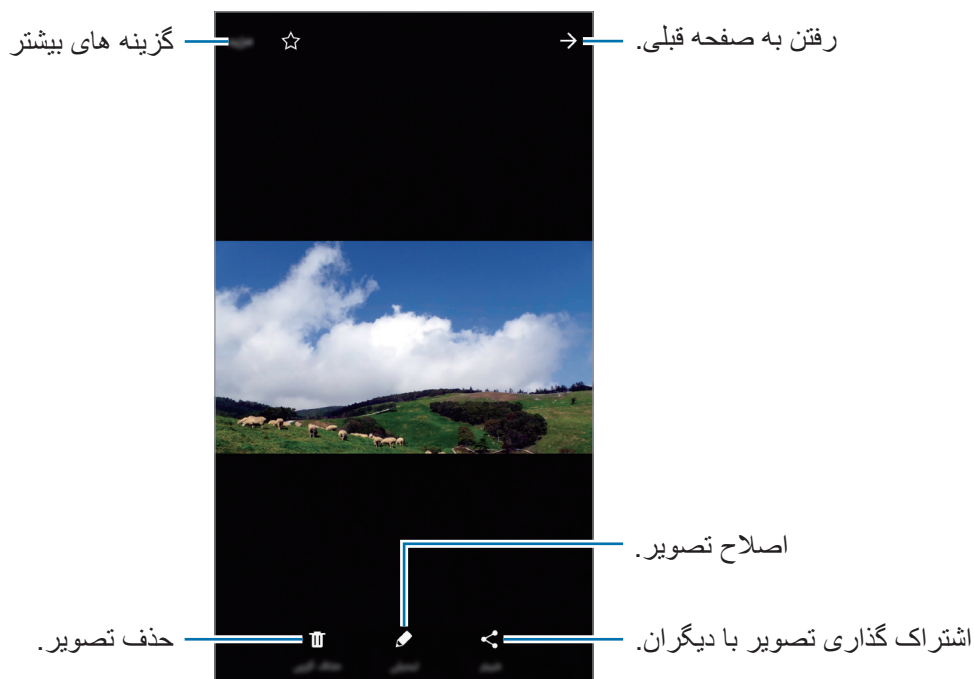 رفتن به صفحه قبلی.
گزینه های بیشتر
اصلاح تصویر.
اشتراک گذاری تصویر با دیگران.
حذف تصویر.